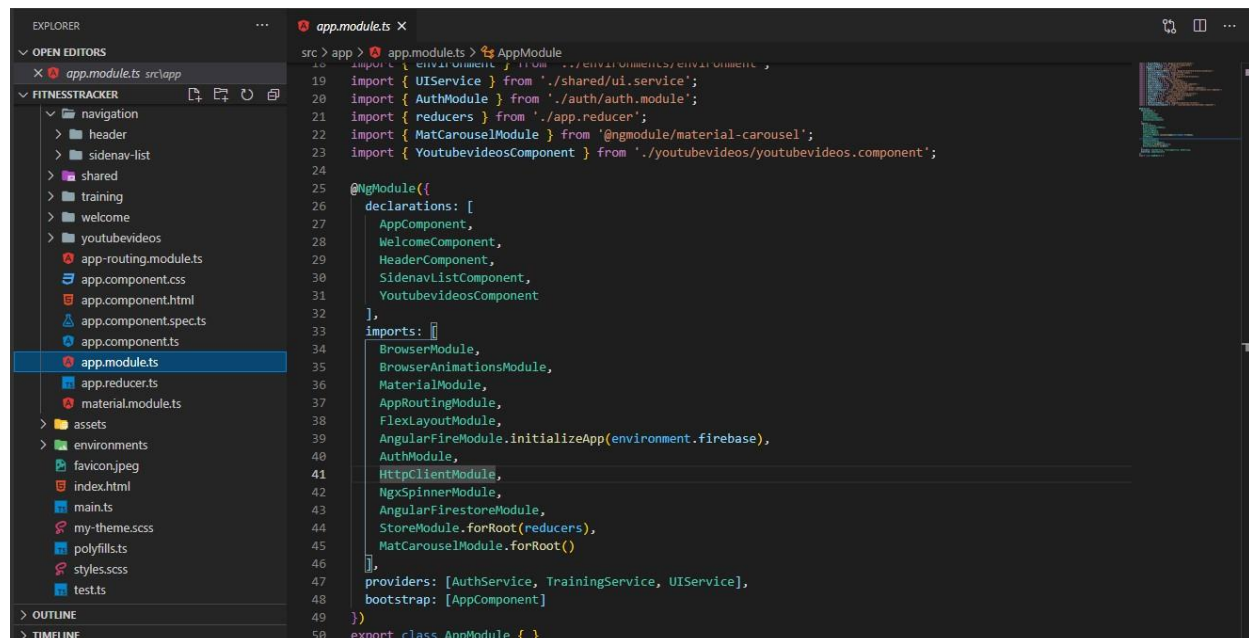 EXPLORER
OPEN EDITORS
app.module.ts src\app
FITNESSTRACKER
navigation
header
sidenav-list
shared
training
welcome
youtubevideos
app-routing.module.ts
app.component.css
app.component.html
app.component.spec.ts
app.component.ts
app.module.ts
app.reducer.ts
material.module.ts
assets
environments
favicon.jpeg
index.html
main.ts
my-theme.scss
polyfills.ts
styles.scss
test.ts
OUTLINE
TIMELINE
app.module.ts
src > app > app.module.ts > AppModule
18 import { environment } from '../environments/environment';
19 import { UIService } from './shared/ui.service';
20 import { AuthModule } from './auth/auth.module';
21 import { reducers } from './app.reducer';
22 import { MatCarouselModule } from '@ngmodule/material-carousel';
23 import { YoutubevideosComponent } from './youtubevideos/youtubevideos.component';
24
25 @NgModule({
26 declarations: [
27 AppComponent,
28 WelcomeComponent,
29 HeaderComponent,
30 SidenavListComponent,
31 YoutubevideosComponent
32 ],
33 imports: [
34 BrowserModule,
35 BrowserAnimationsModule,
36 MaterialModule,
37 AppRoutingModule,
38 FlexLayoutModule,
39 AngularFireModule.initializeApp(environment.firebase),
40 AuthModule,
41 HttpClientModule,
42 NgxSpinnerModule,
43 AngularFirestoreModule,
44 StoreModule.forRoot(reducers),
45 MatCarouselModule.forRoot()
46 ],
47 providers: [AuthService, TrainingService, UIService],
48 bootstrap: [AppComponent]
49 })
50 export class AppModule { }